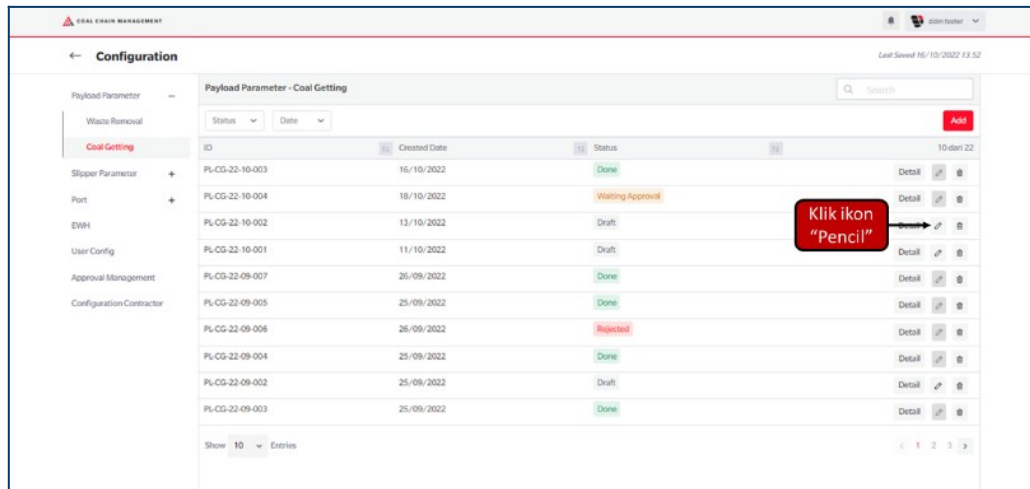 COAL CHAIN MANAGEMENT
ddm tester
Configuration
Last Saved 16/10/2022 13.52
Payload Parameter
Waste Removal
Coal Getting
Slipper Parameter
Port
EWH
User Config
Approval Management
Configuration Contractor
Payload Parameter - Coal Getting
Search
Status Date
Add
ID Created Date Status 10 dari 22
PL-CG-22-10-003 16/10/2022 Done Detail
PL-CG-22-10-004 18/10/2022 Waiting Approval Detail
PL-CG-22-10-002 13/10/2022 Draft Detail
Klik ikon
“Pencil”
PL-CG-22-10-001 11/10/2022 Draft Detail
PL-CG-22-09-007 26/09/2022 Done Detail
PL-CG-22-09-005 25/09/2022 Done Detail
PL-CG-22-09-006 26/09/2022 Rejected Detail
PL-CG-22-09-004 25/09/2022 Done Detail
PL-CG-22-09-002 25/09/2022 Draft Detail
PL-CG-22-09-003 25/09/2022 Done Detail
Show 10 Entries
< 1 2 3 >